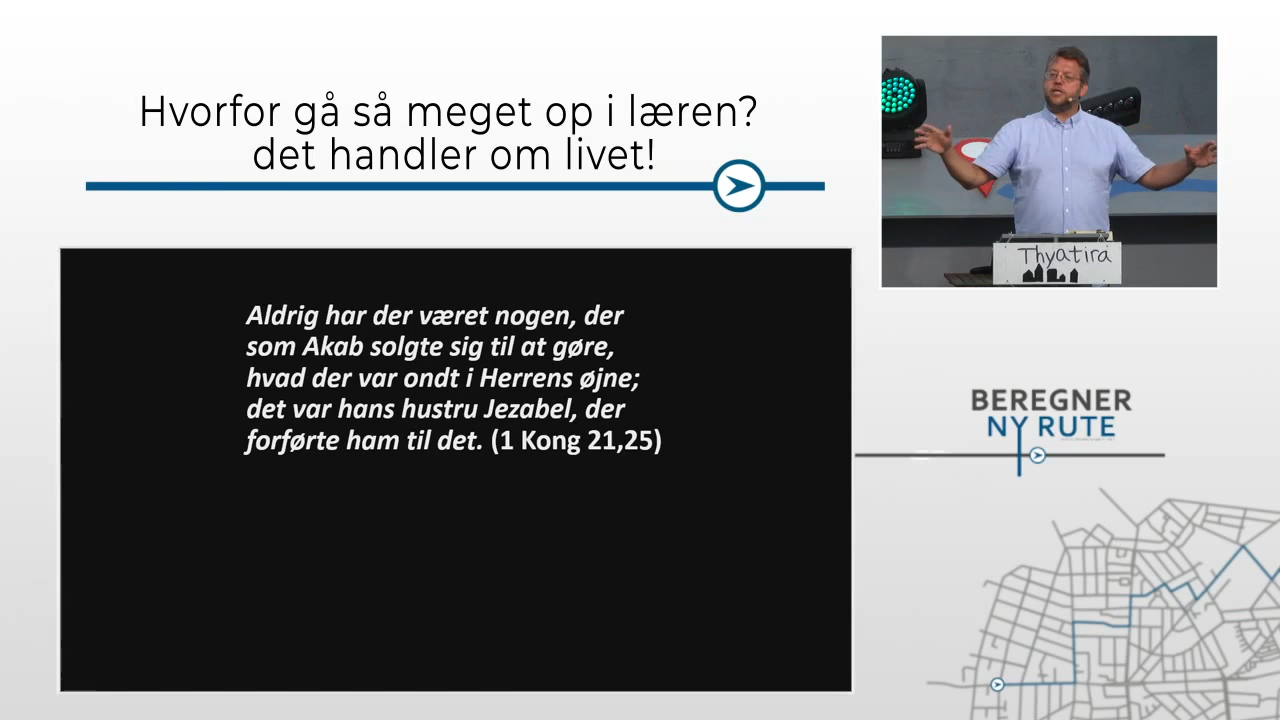 Hvorfor gå så meget op i læren?
det handler om livet!
Thyatira
Aldrig har der været nogen, der
som Akab solgte sig til at gøre,
hvad der var ondt i Herrens øjne;
det var hans hustru Jezabel, der
forførte ham til det. (1 Kong 21,25)
BEREGNER
NY RUTE